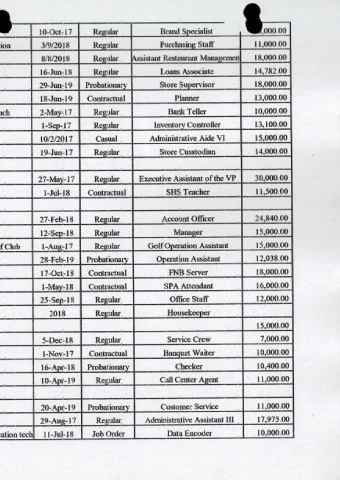 10-Oct-17 Regular Brand Specialist ,000.00
ion 3/9/2018 Regular Purchasing Staff 11,000.00
8/8/2018 Regular Assistant Restaurant Managemen 18,000.00
16-Jun-18 Regular Loans Associate 14,782.00
29-Jun-19 Probationary Store Supervisor 18,000.00
18-Jun-19 Contractual Planner 13,000.00
nch 2-May-17 Regular Bank Teller 10,000.00
1-Sep-17 Regular Inventory Controller 13,100.00
10/2/2017 Casual Administrative Aide VI 15,000.00
19-Jun-17 Regular Store Cusstodian 14,000.00
27-May-17 Regular Executive Assistant of the VP 30,000.00
1-Jul-18 Contractual SHS Teacher 11,500.00
27-Feb-18 Regular Account Officer 24,840.00
12-Sep-18 Regular Manager 15,000.00
f Club 1-Aug-17 Regular Golf Operation Assistant 15,000.00
28-Feb-19 Probationary Operation Assistant 12,038.00
17-Oct-18 Contractual FNB Server 18,000.00
1-May-18 Contractual SPA Attendant 16,000.00
25-Sep-18 Regular Office Staff 12,000.00
2018 Regular Housekeeper
15,000.00
5-Dec-18 Regular Service Crew 7,000.00
1-Nov-17 Contractual Banquet Waiter 10,000.00
16-Apr-18 Probationary Checker 10,400.00
10-Apr-19 Regular Call Center Agent 11,000.00
20-Apr-19 Probationary Customer Service 11,000.00
29-Aug-17 Regular Administrative Assistant III 17,975.00
cation tech 11-Jul-18 Job Order Data Encoder 10,000.00